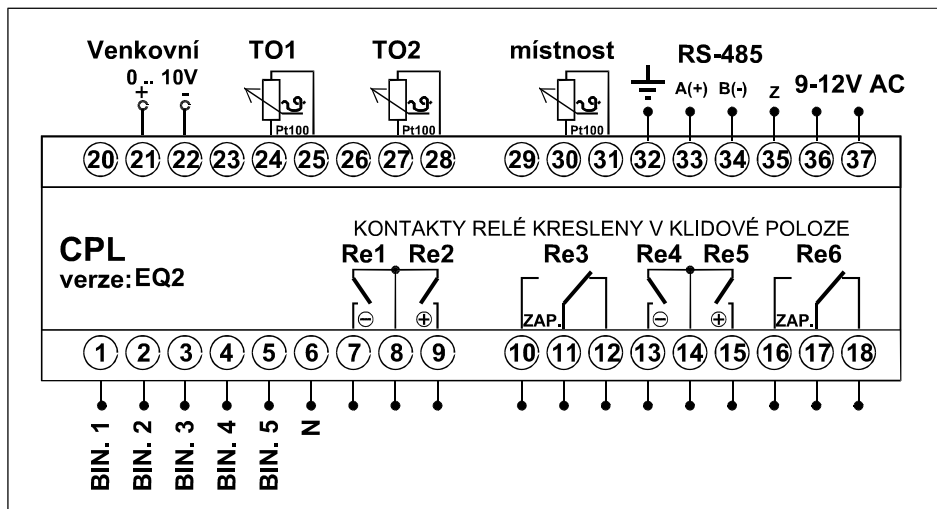 Venkovní TO1 TO2 místnost RS-485
0 .. 10V A(+) B(-) Z 9-12V AC
+ -
Pt100 Pt100 Pt100
20 21 22 23 24 25 26 27 28 29 30 31 32 33 34 35 36 37
KONTAKTY RELÉ KRESLENY V KLIDOVÉ POLOZE
CPL Re1 Re2 Re3 Re4 Re5 Re6
verze: EQ2
- + ZAP. - + ZAP.
1 2 3 4 5 6 7 8 9 10 11 12 13 14 15 16 17 18
BIN. 1 BIN. 2 BIN. 3 BIN. 4 BIN. 5 N